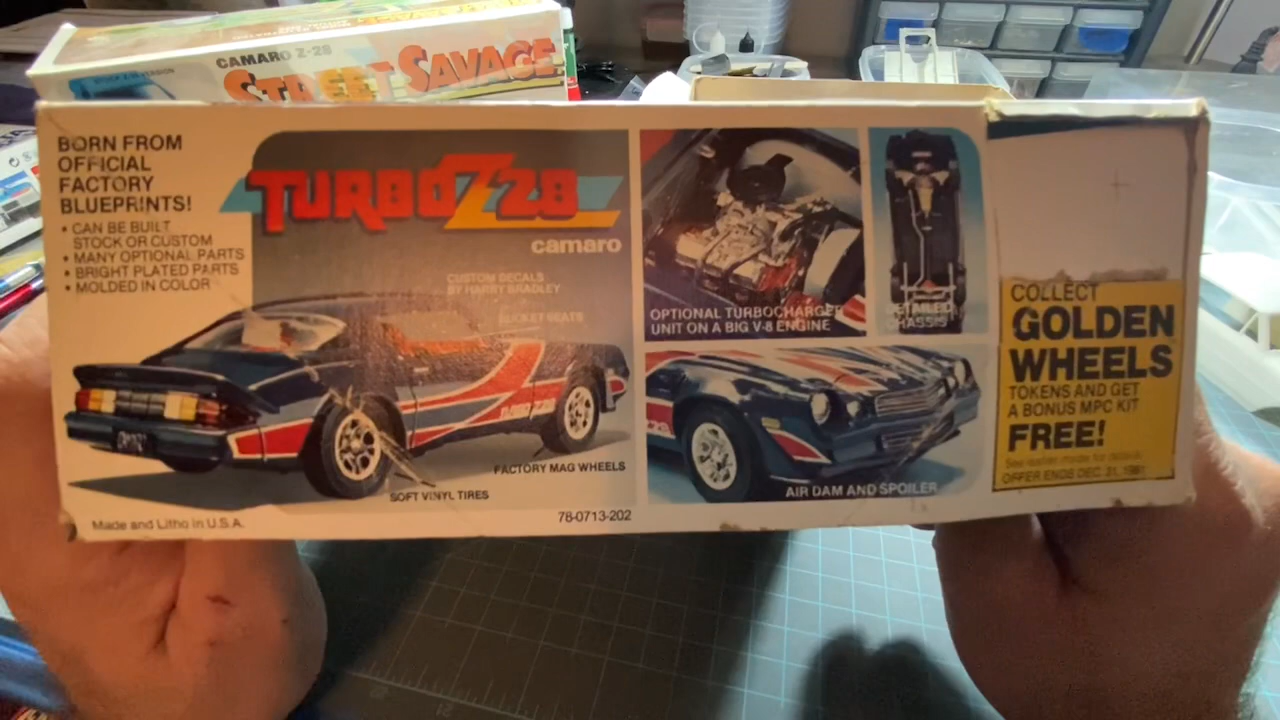 CAMARO Z-28
STREET SAVAGE
BORN FROM
OFFICIAL
FACTORY
BLUEPRINTS!
• CAN BE BUILT
STOCK OR CUSTOM
• MANY OPTIONAL PARTS
• BRIGHT PLATED PARTS
• MOLDED IN COLOR
TURBO Z28
camaro
CUSTOM DECALS
BY HARRY BRADLEY
BUCKET SEATS
FACTORY MAG WHEELS
SOFT VINYL TIRES
Made and Litho in U.S.A.
78-0713-202
OPTIONAL TURBOCHARGER
UNIT ON A BIG V-8 ENGINE
DETAILED
CHASSIS
AIR DAM AND SPOILER
COLLECT
GOLDEN
WHEELS
TOKENS AND GET
A BONUS MPC KIT
FREE!
OFFER ENDS DEC. 31, 1981